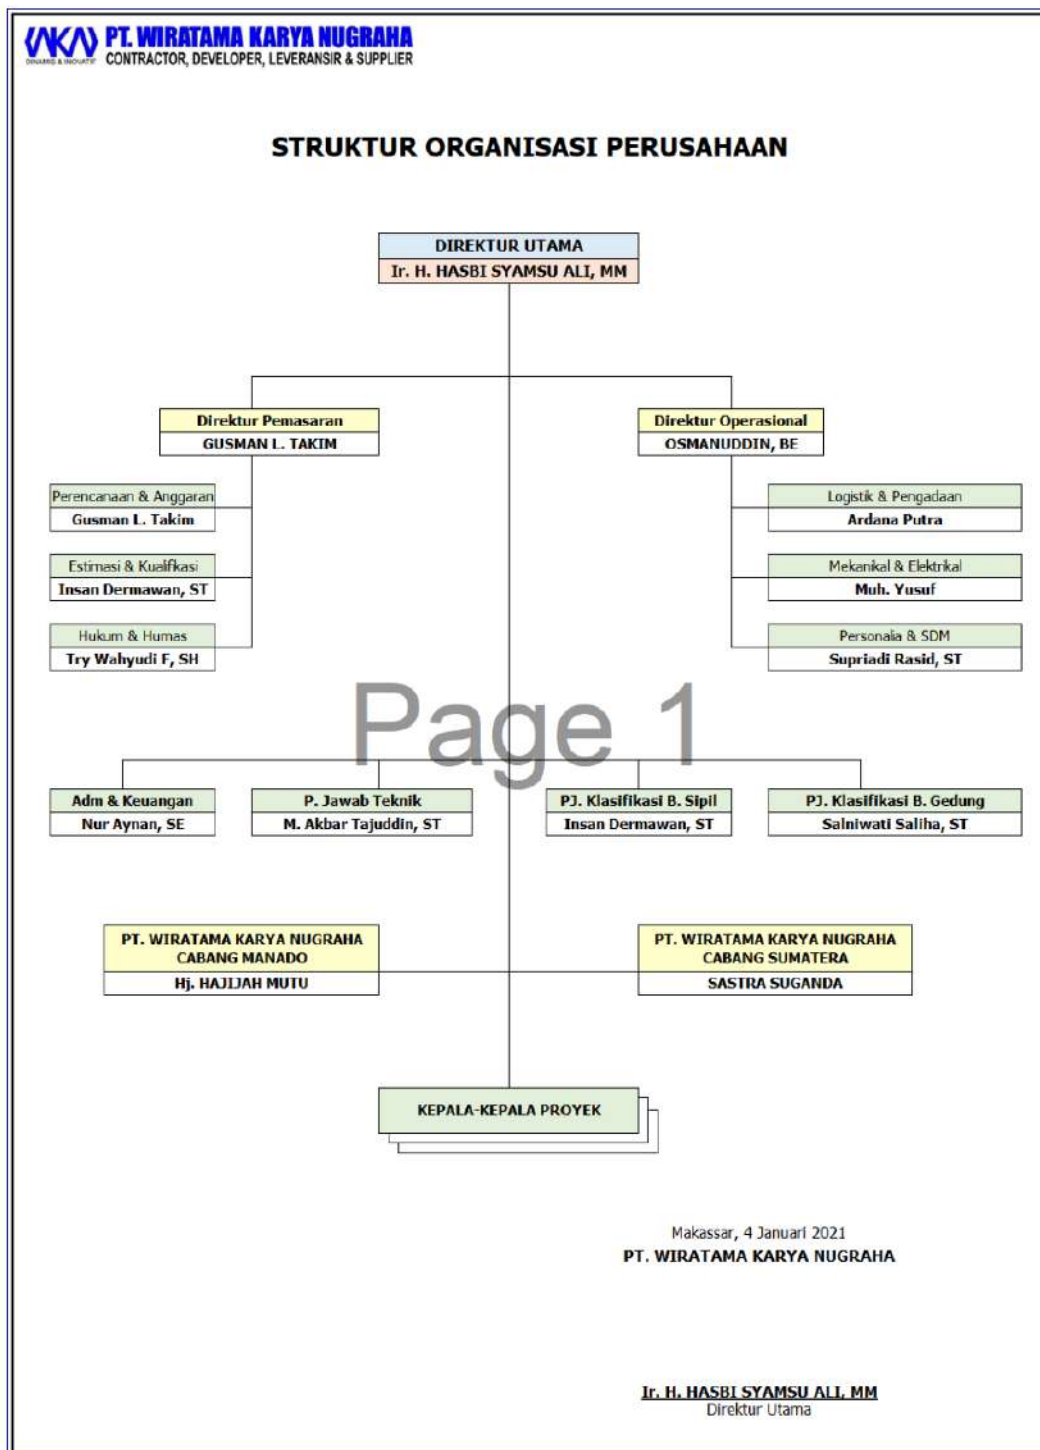 WKN PT. WIRATAMA KARYA NUGRAHA
DINAMIS & INOVATIF CONTRACTOR, DEVELOPER, LEVERANSIR & SUPPLIER
STRUKTUR ORGANISASI PERUSAHAAN
DIREKTUR UTAMA
Ir. H. HASBI SYAMSU ALI, MM
Direktur Pemasaran
GUSMAN L. TAKIM
Direktur Operasional
OSMANUDDIN, BE
Perencanaan & Anggaran
Gusman L. Takim
Logistik & Pengadaan
Ardana Putra
Estimasi & Kualifkasi
Insan Dermawan, ST
Mekanikal & Elektrikal
Muh. Yusuf
Hukum & Humas
Try Wahyudi F, SH
Personalia & SDM
Supriadi Rasid, ST
Page 1
Adm & Keuangan
Nur Aynan, SE
P. Jawab Teknik
M. Akbar Tajuddin, ST
PJ. Klasifikasi B. Sipil
Insan Dermawan, ST
PJ. Klasifikasi B. Gedung
Salniwati Saliha, ST
PT. WIRATAMA KARYA NUGRAHA
CABANG MANADO
Hj. HAJIJAH MUTU
PT. WIRATAMA KARYA NUGRAHA
CABANG SUMATERA
SASTRA SUGANDA
KEPALA-KEPALA PROYEK
Makassar, 4 Januari 2021
PT. WIRATAMA KARYA NUGRAHA
Ir. H. HASBI SYAMSU ALI, MM
Direktur Utama